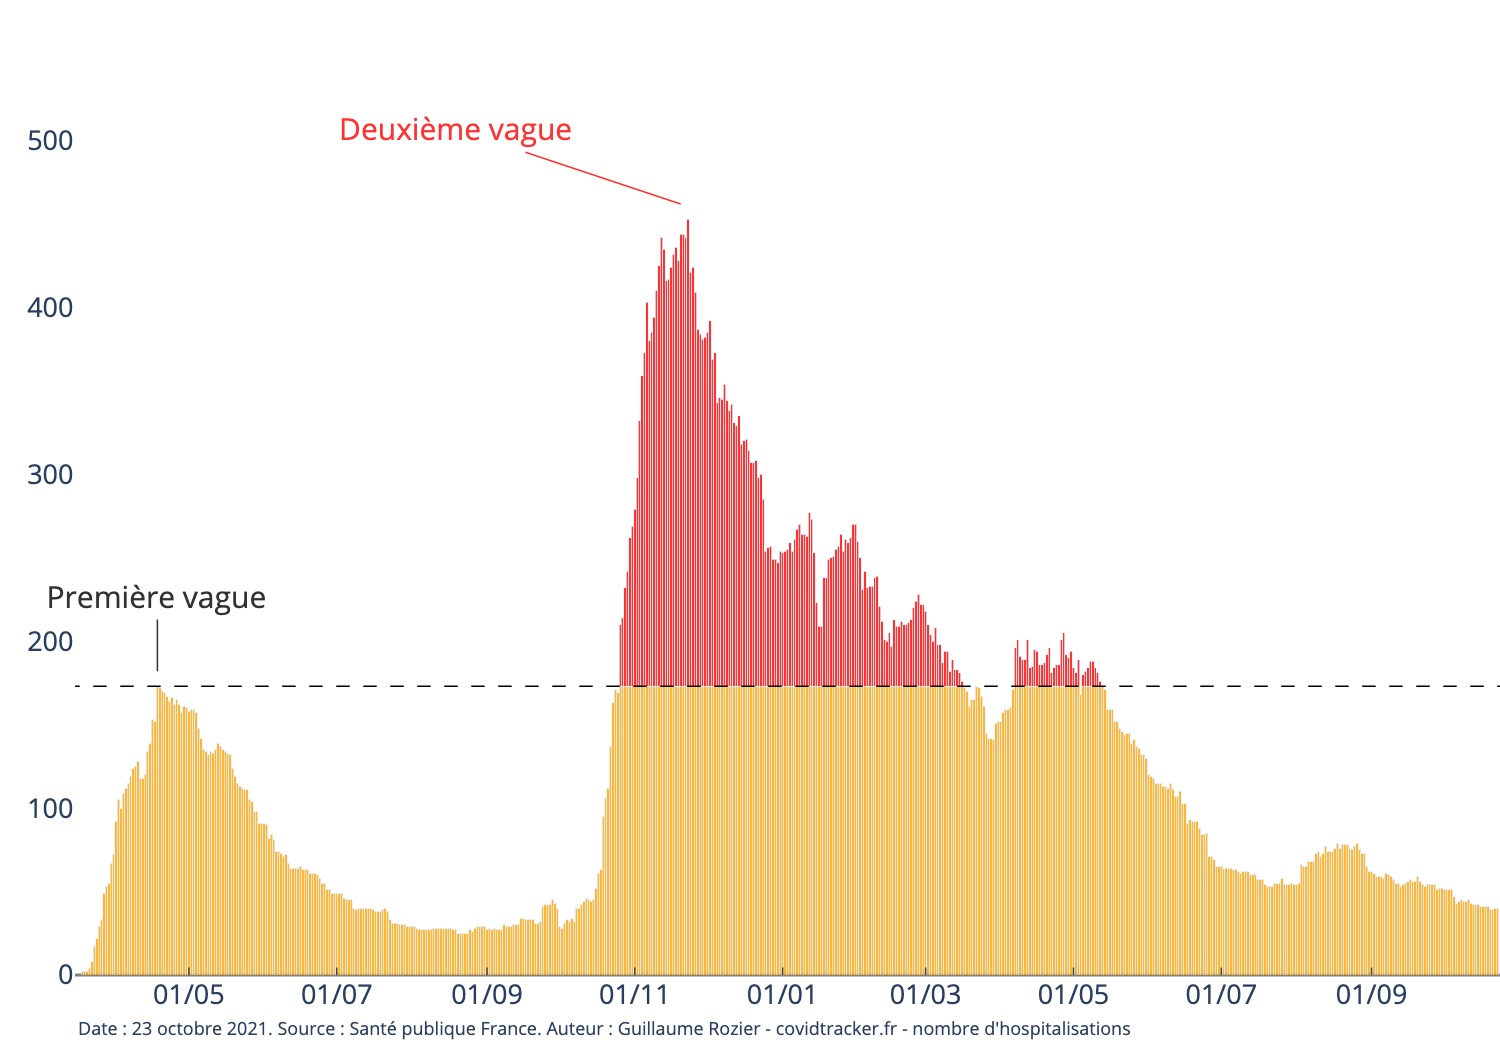 Deuxième vague
500
400
300
Première vague
200
100
0
01/05 01/07 01/09 01/11 01/01 01/03 01/05 01/07 01/09
Date : 23 octobre 2021. Source : Santé publique France. Auteur : Guillaume Rozier - covidtracker.fr - nombre d'hospitalisations